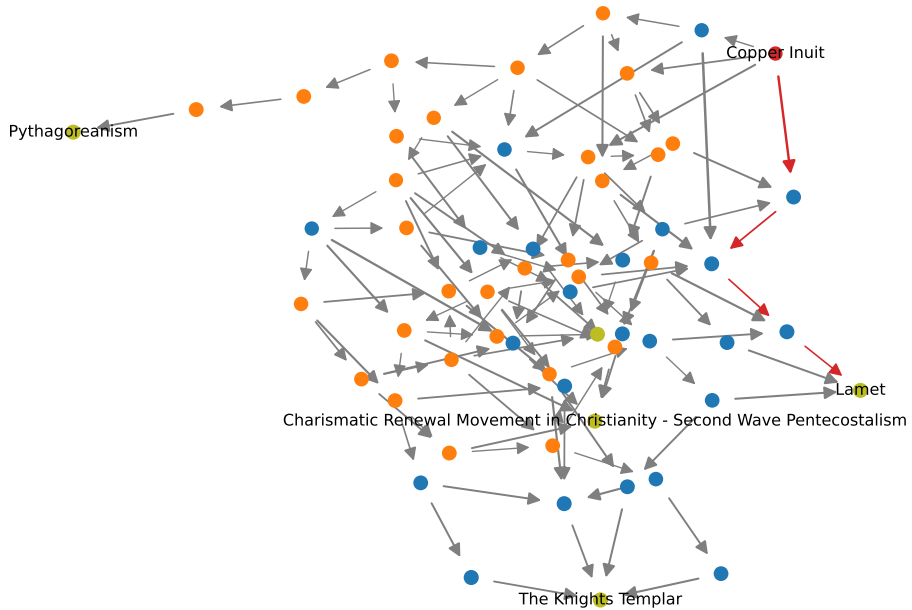 Copper Inuit
Pythagoreanism
Lamet
Charismatic Renewal Movement in Christianity - Second Wave Pentecostalism
The Knights Templar